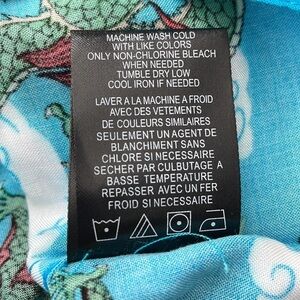 MACHINE WASH COLD
WITH LIKE COLORS
ONLY NON-CHLORINE BLEACH
WHEN NEEDED
TUMBLE DRY LOW
COOL IRON IF NEEDED
LAVER A LA MACHINE A FROID
AVEC DES VETEMENTS
DE COULEURS SIMILAIRES
SEULEMENT UN AGENT DE
BLANCHIMENT SANS
CHLORE SI NECESSAIRE
SECHER PAR CULBUTAGE A
BASSE TEMPERATURE
REPASSER AVEC UN FER
FROID SI NECESSAIRE